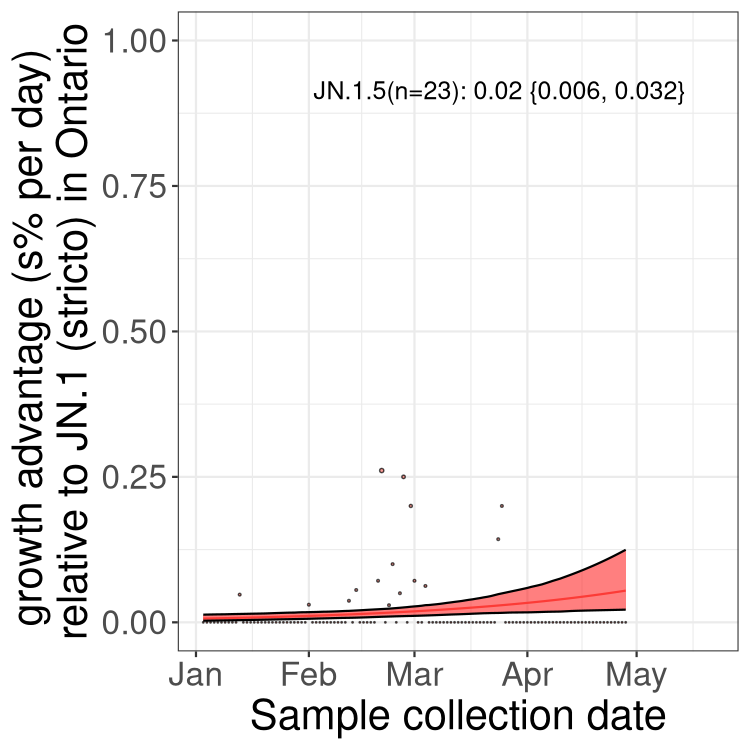 growth advantage (s% per day)
relative to JN.1 (stricto) in Ontario
1.00
0.75
0.50
0.25
0.00
JN.1.5(n=23): 0.02 {0.006, 0.032}
Jan Feb Mar Apr May
Sample collection date